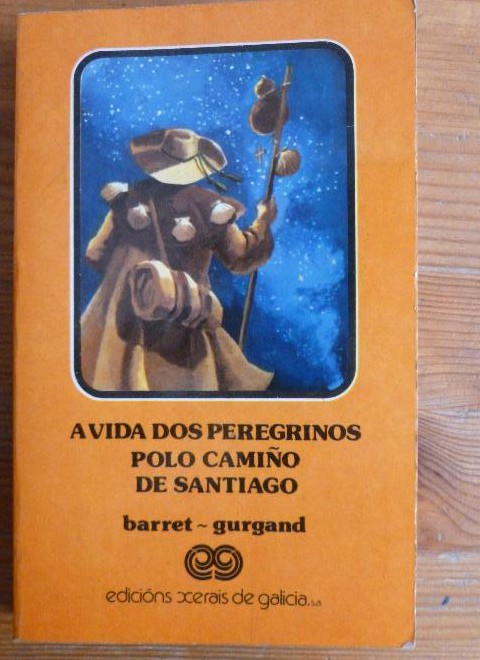 A VIDA DOS PEREGRINOS
POLO CAMIÑO
DE SANTIAGO
barret ~ gurgand
edicións xerais de galicia. s.a